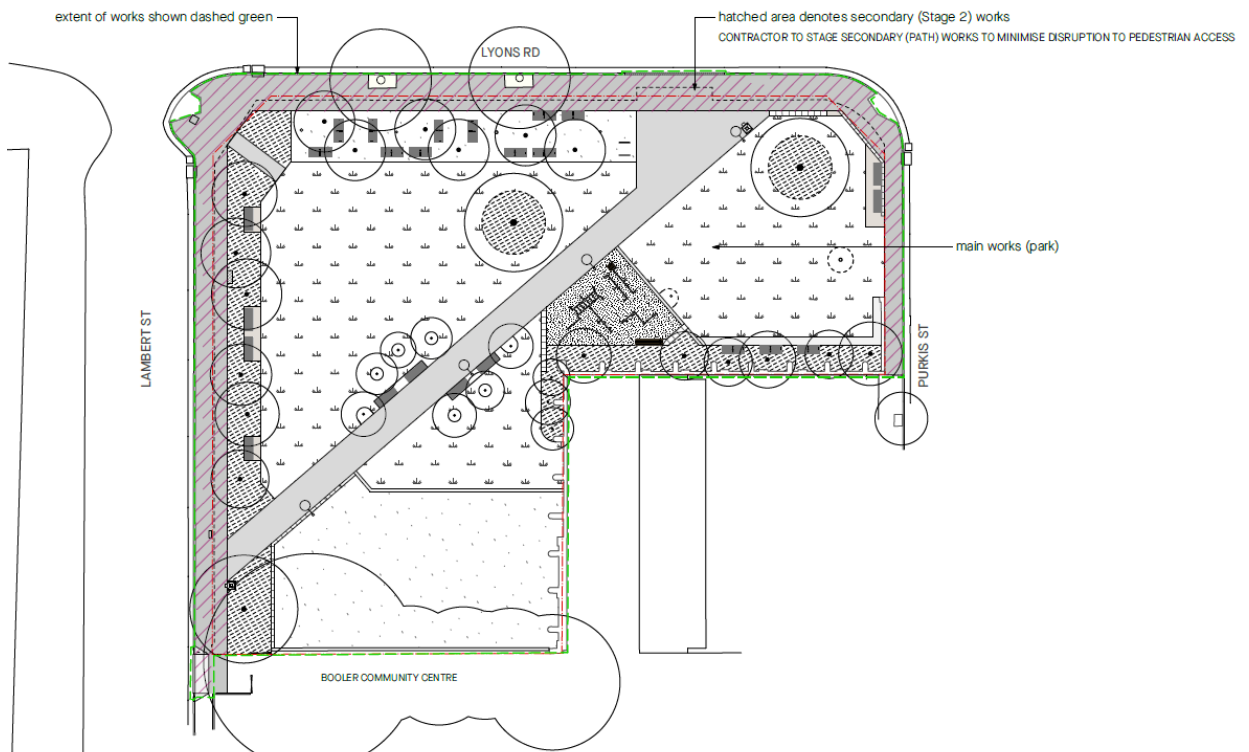 extent of works shown dashed green
hatched area denotes secondary (Stage 2) works
CONTRACTOR TO STAGE SECONDARY (PATH) WORKS TO MINIMISE DISRUPTION TO PEDESTRIAN ACCESS
LYONS RD
main works (park)
LAMBERT ST
PURKIS ST
BOOLER COMMUNITY CENTRE